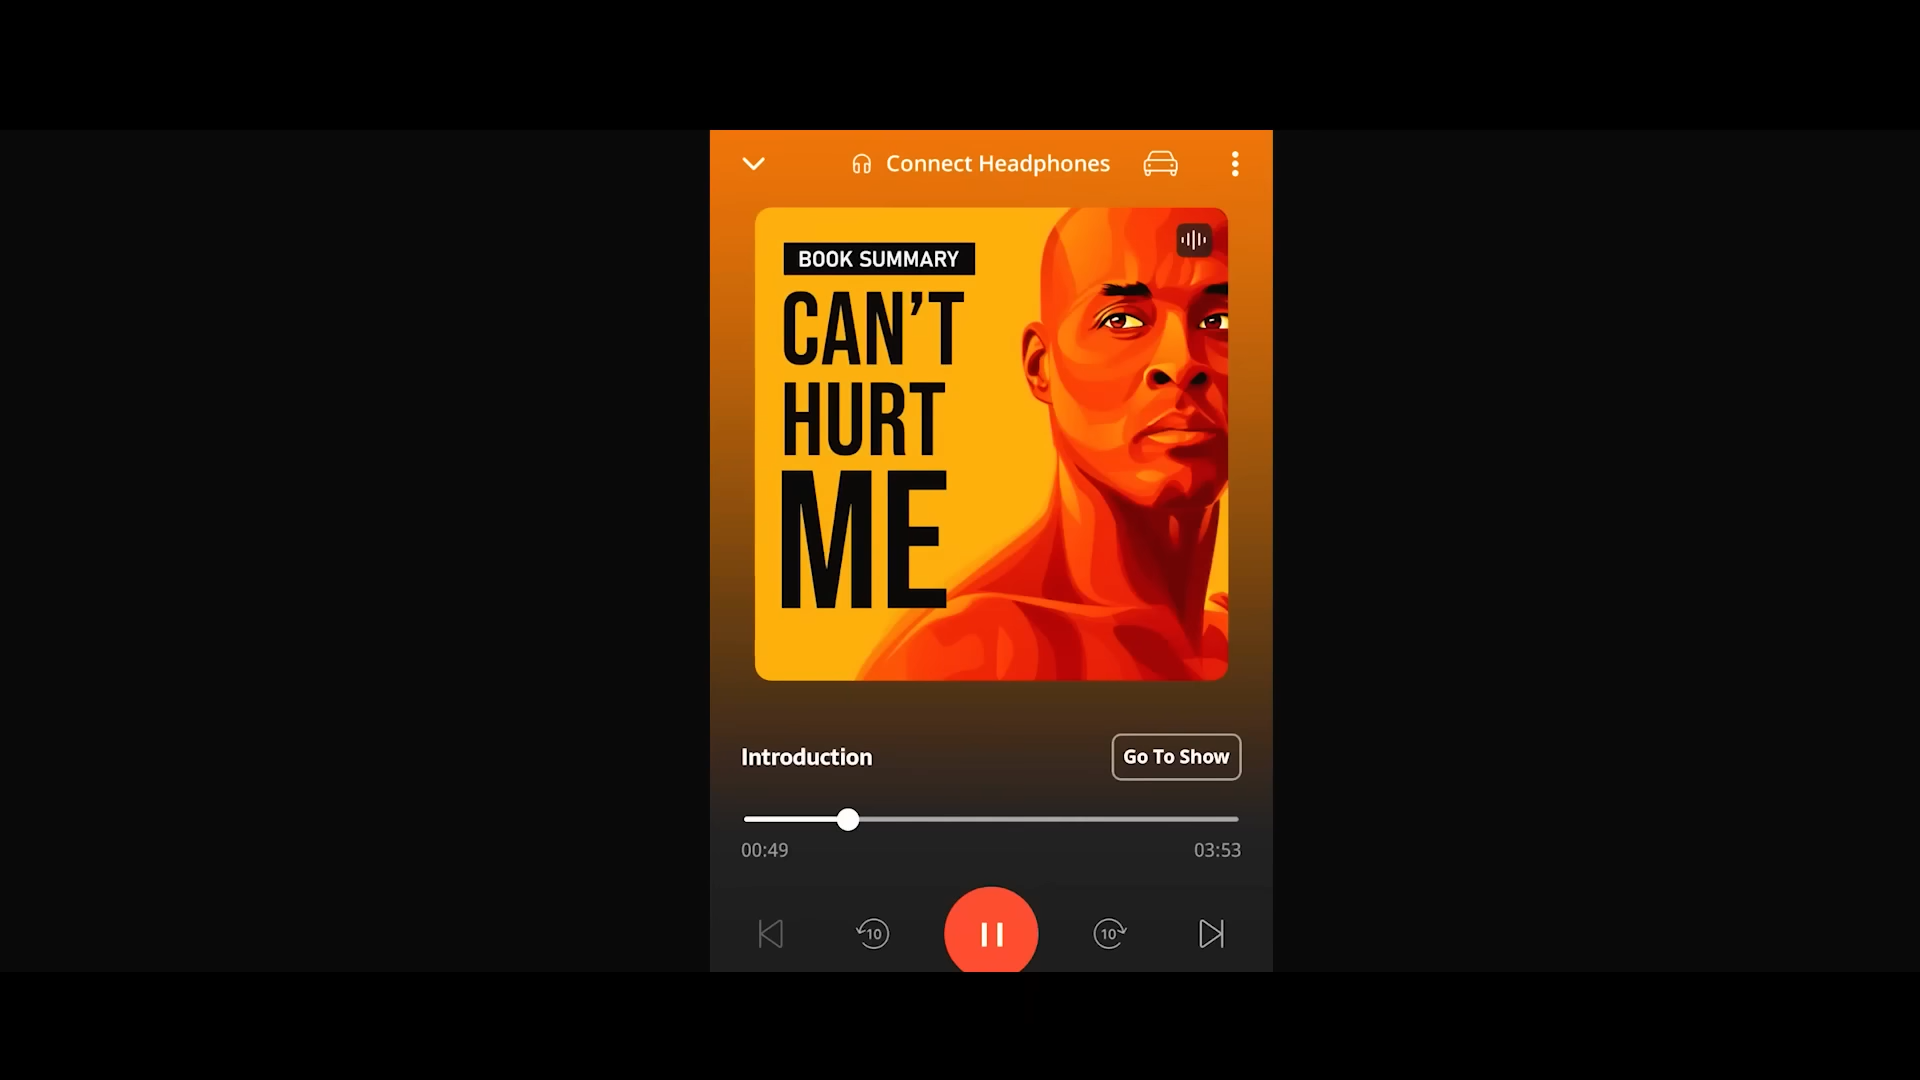 Connect Headphones
BOOK SUMMARY
CAN’T
HURT
ME
Introduction
Go To Show
00:49
03:53
10
10